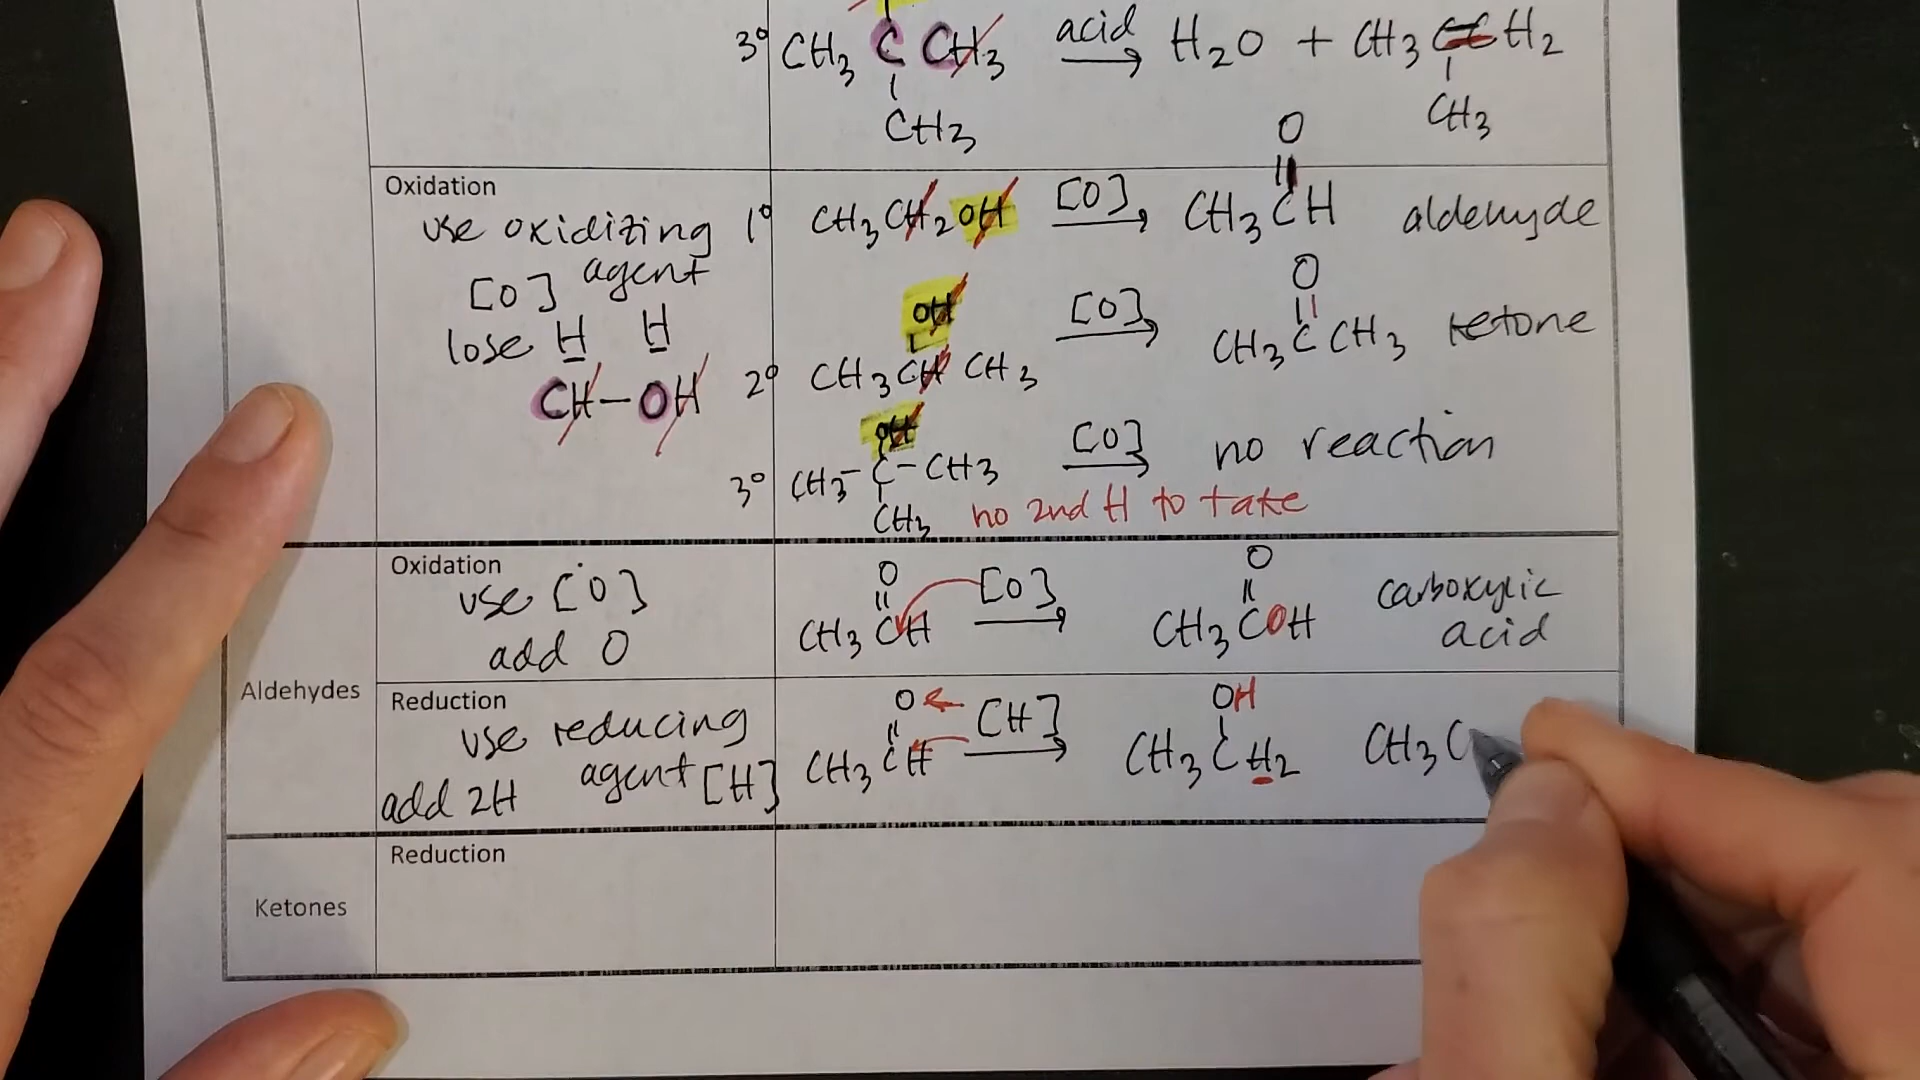 3° CH3 C CH3 acid → H2O + CH3 C=CH2
CH3
CH3
Oxidation
use oxidizing
agent
[O]
lose H H
CH-OH
1° CH3CH2OH [O] → CH3CH aldehyde
O
OH
2° CH3CHCH3 [O] → CH3CCH3 ketone
O
OH
3° CH3-C-CH3 [O] → no reaction
CH3 no 2nd H to take
Aldehydes
Oxidation
use [O]
add O
O
CH3CH [O] → CH3COH carboxylic
O
acid
Reduction
use reducing
agent [H]
add 2H
O
CH3CH [H] → CH3CH2 CH3C
OH
Ketones
Reduction